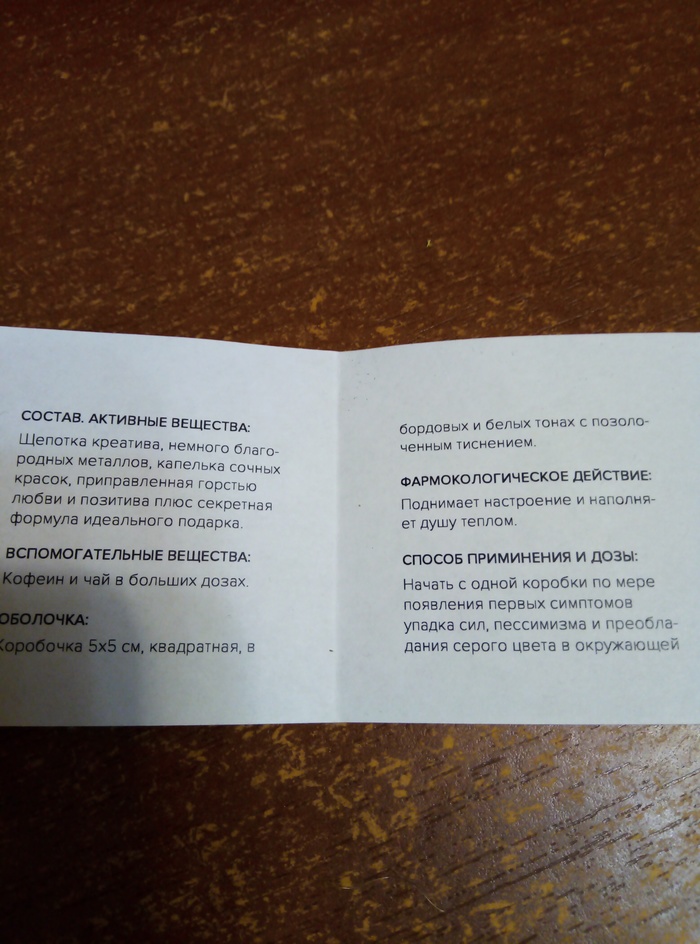 СОСТАВ. АКТИВНЫЕ ВЕЩЕСТВА:
Щепотка креатива, немного благо-
родных металлов, капелька сочных
красок, приправленная горстью
любви и позитива плюс секретная
формула идеального подарка.
ВСПОМОГАТЕЛЬНЫЕ ВЕЩЕСТВА:
Кофеин и чай в больших дозах.
ОБОЛОЧКА:
Коробочка 5х5 см, квадратная, в
бордовых и белых тонах с позоло-
ченным тиснением.
ФАРМОКОЛОГИЧЕСКОЕ ДЕЙСТВИЕ:
Поднимает настроение и наполня-
ет душу теплом.
СПОСОБ ПРИМИНЕНИЯ И ДОЗЫ:
Начать с одной коробки по мере
появления первых симптомов
упадка сил, пессимизма и преобла-
дания серого цвета в окружающей